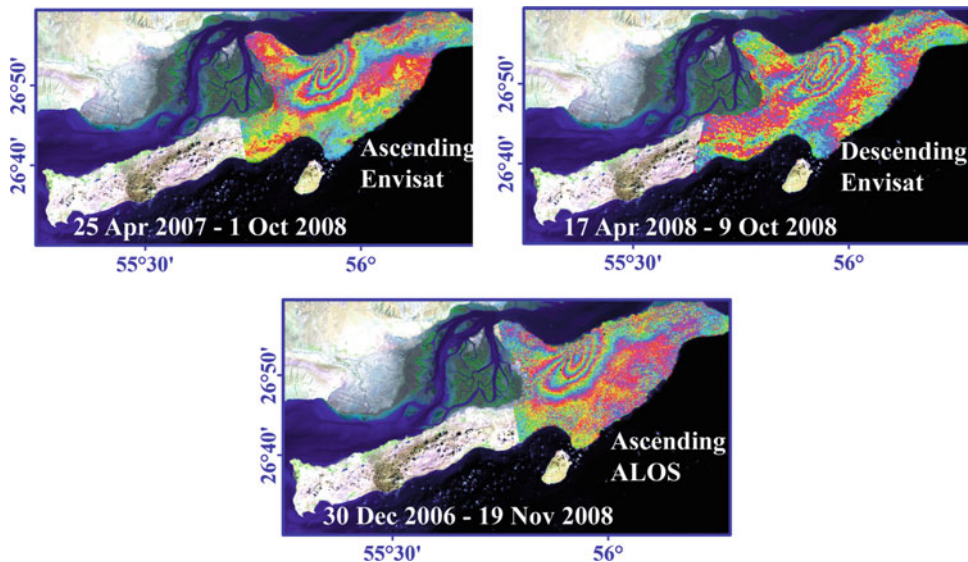 26°50'
26°40'
Ascending
Envisat
25 Apr 2007 - 1 Oct 2008
55°30'
56°
26°50'
26°40'
Descending
Envisat
17 Apr 2008 - 9 Oct 2008
55°30'
56°
26°50'
26°40'
Ascending
ALOS
30 Dec 2006 - 19 Nov 2008
55°30'
56°